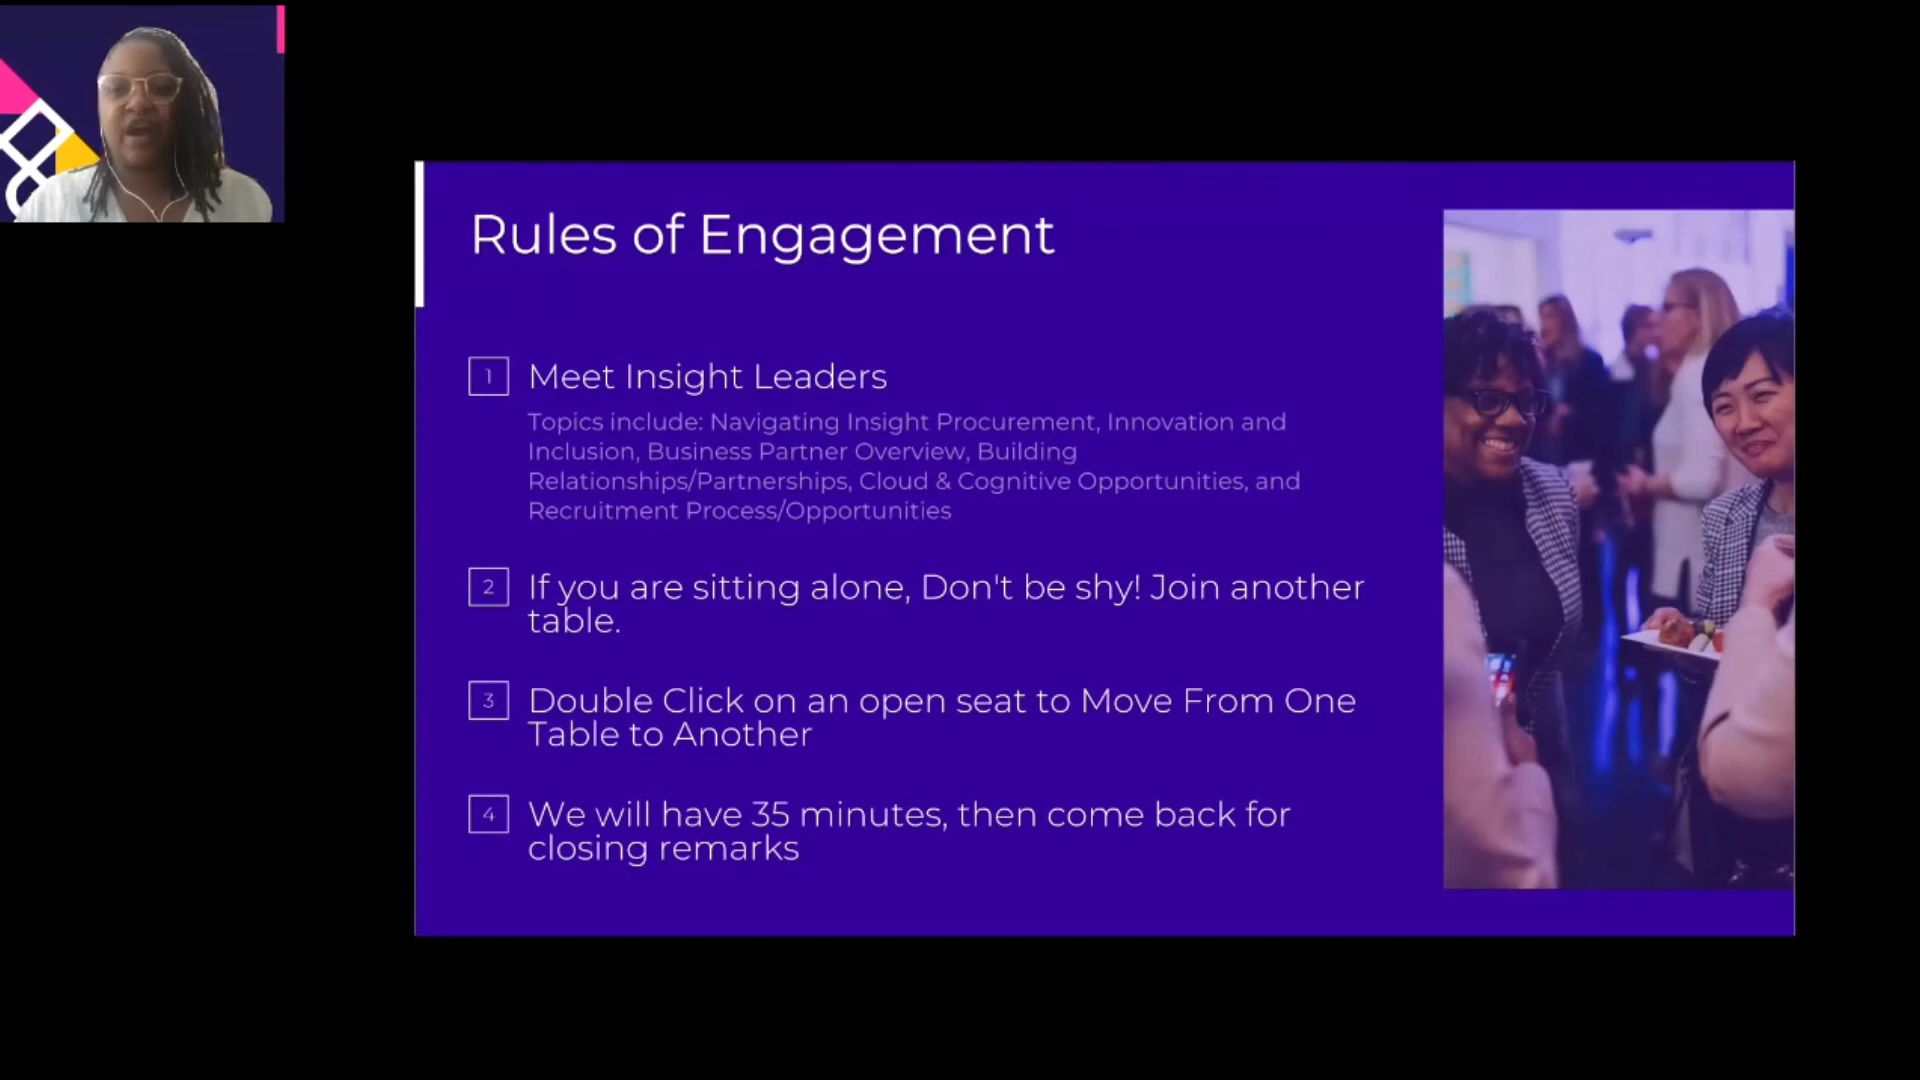 Rules of Engagement
1
Meet Insight Leaders
Topics include: Navigating Insight Procurement, Innovation and
Inclusion, Business Partner Overview, Building
Relationships/Partnerships, Cloud & Cognitive Opportunities, and
Recruitment Process/Opportunities
2
If you are sitting alone, Don't be shy! Join another
table.
3
Double Click on an open seat to Move From One
Table to Another
4
We will have 35 minutes, then come back for
closing remarks